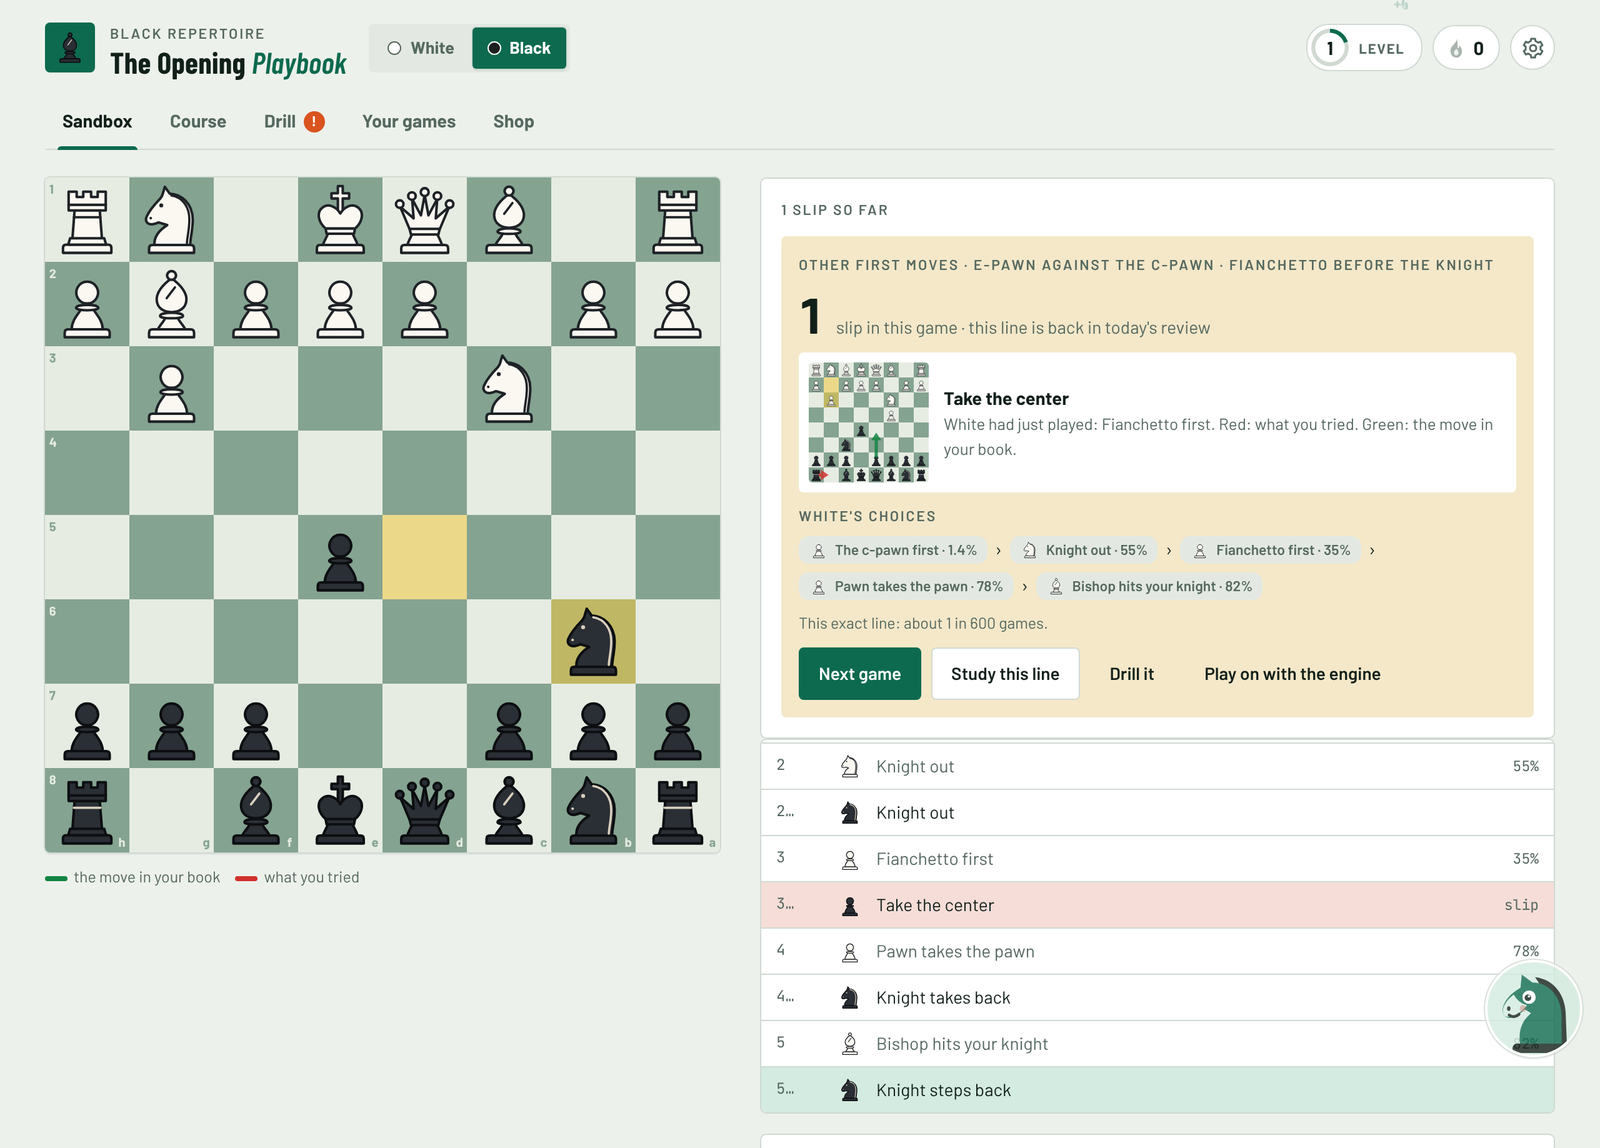 BLACK REPERTOIRE
The Opening Playbook
White
Black
1 LEVEL
0
Sandbox
Course
Drill !
Your games
Shop
1
2
3
4
5
6
7
8
h g f e d c b a
the move in your book
what you tried
1 SLIP SO FAR
OTHER FIRST MOVES · E-PAWN AGAINST THE C-PAWN · FIANCHETTO BEFORE THE KNIGHT
1 slip in this game · this line is back in today's review
Take the center
White had just played: Fianchetto first. Red: what you tried. Green: the move in
your book.
WHITE'S CHOICES
The c-pawn first · 1.4% › Knight out · 55% › Fianchetto first · 35% ›
Pawn takes the pawn · 78% › Bishop hits your knight · 82%
This exact line: about 1 in 600 games.
Next game
Study this line
Drill it
Play on with the engine
2 Knight out 55%
2… Knight out
3 Fianchetto first 35%
3… Take the center slip
4 Pawn takes the pawn 78%
4… Knight takes back
5 Bishop hits your knight
5… Knight steps back